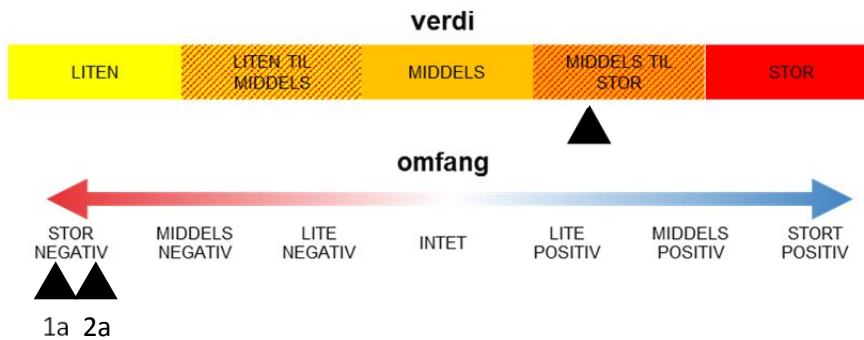 verdi
LITEN
LITEN TIL
MIDDELS
MIDDELS
MIDDELS TIL
STOR
STOR
omfang
STOR
NEGATIV
MIDDELS
NEGATIV
LITE
NEGATIV
INTET
LITE
POSITIV
MIDDELS
POSITIV
STORT
POSITIV
1a 2a